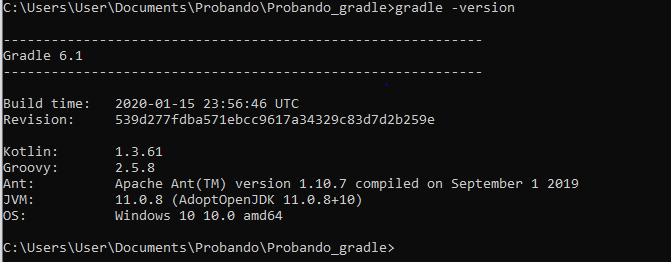 C:\Users\User\Documents\Probando\Probando_gradle>gradle -version
------------------------------------------------------------
Gradle 6.1
------------------------------------------------------------
Build time:   2020-01-15 23:56:46 UTC
Revision:     539d277fdba571ebcc9617a34329c83d7d2b259e
Kotlin:       1.3.61
Groovy:       2.5.8
Ant:          Apache Ant(TM) version 1.10.7 compiled on September 1 2019
JVM:          11.0.8 (AdoptOpenJDK 11.0.8+10)
OS:           Windows 10 10.0 amd64
C:\Users\User\Documents\Probando\Probando_gradle>